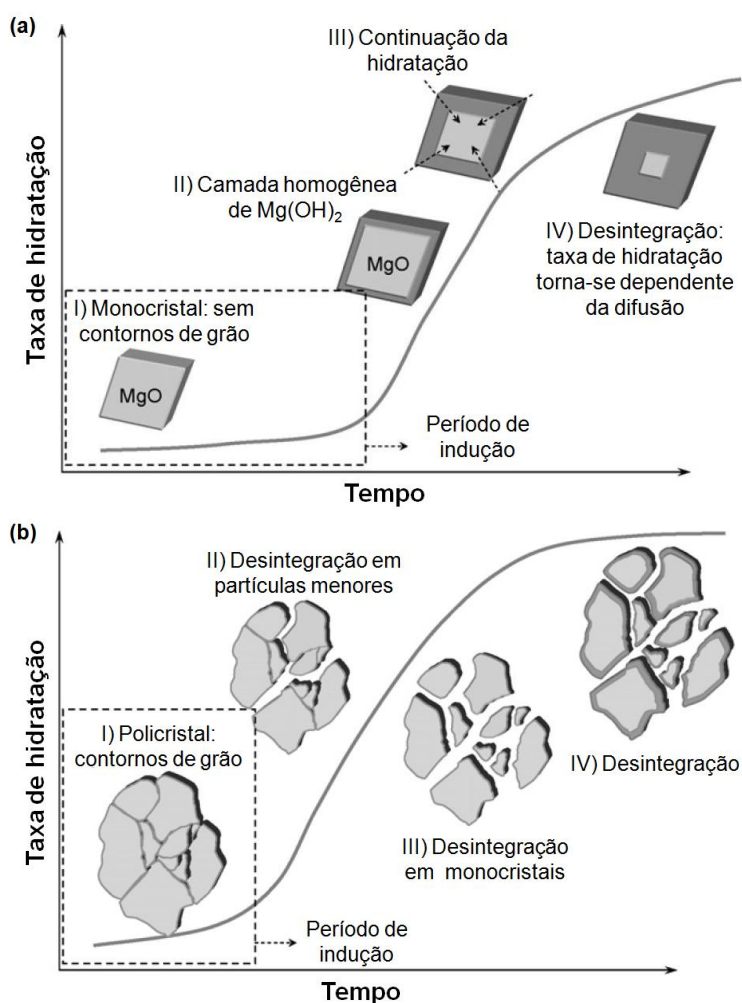 (a)
III) Continuação da
hidratação
II) Camada homogênea
de Mg(OH)2
MgO
IV) Desintegração:
taxa de hidratação
torna-se dependente
da difusão
I) Monocristal: sem
contornos de grão
MgO
Período de
indução
Taxa de hidratação
Tempo
(b)
II) Desintegração em
partículas menores
I) Policristal:
contornos de grão
IV) Desintegração
III) Desintegração
em monocristais
Período de
indução
Taxa de hidratação
Tempo